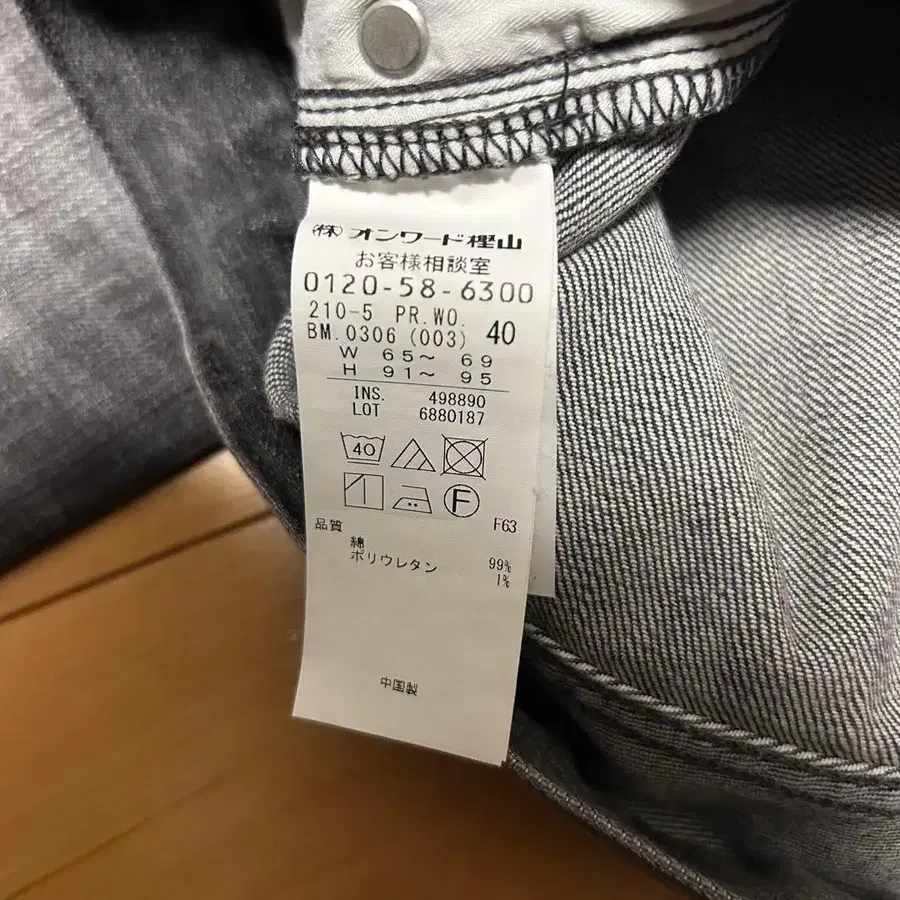 ㈱ オンワード樫山
お客様相談室
0120-58-6300
210-5 PR.WO. 40
BM.0306 (003)
W 65～ 69
H 91～ 95
INS. 498890
LOT 6880187
40
F
品質 F63
綿 99%
ポリウレタン 1%
中国製